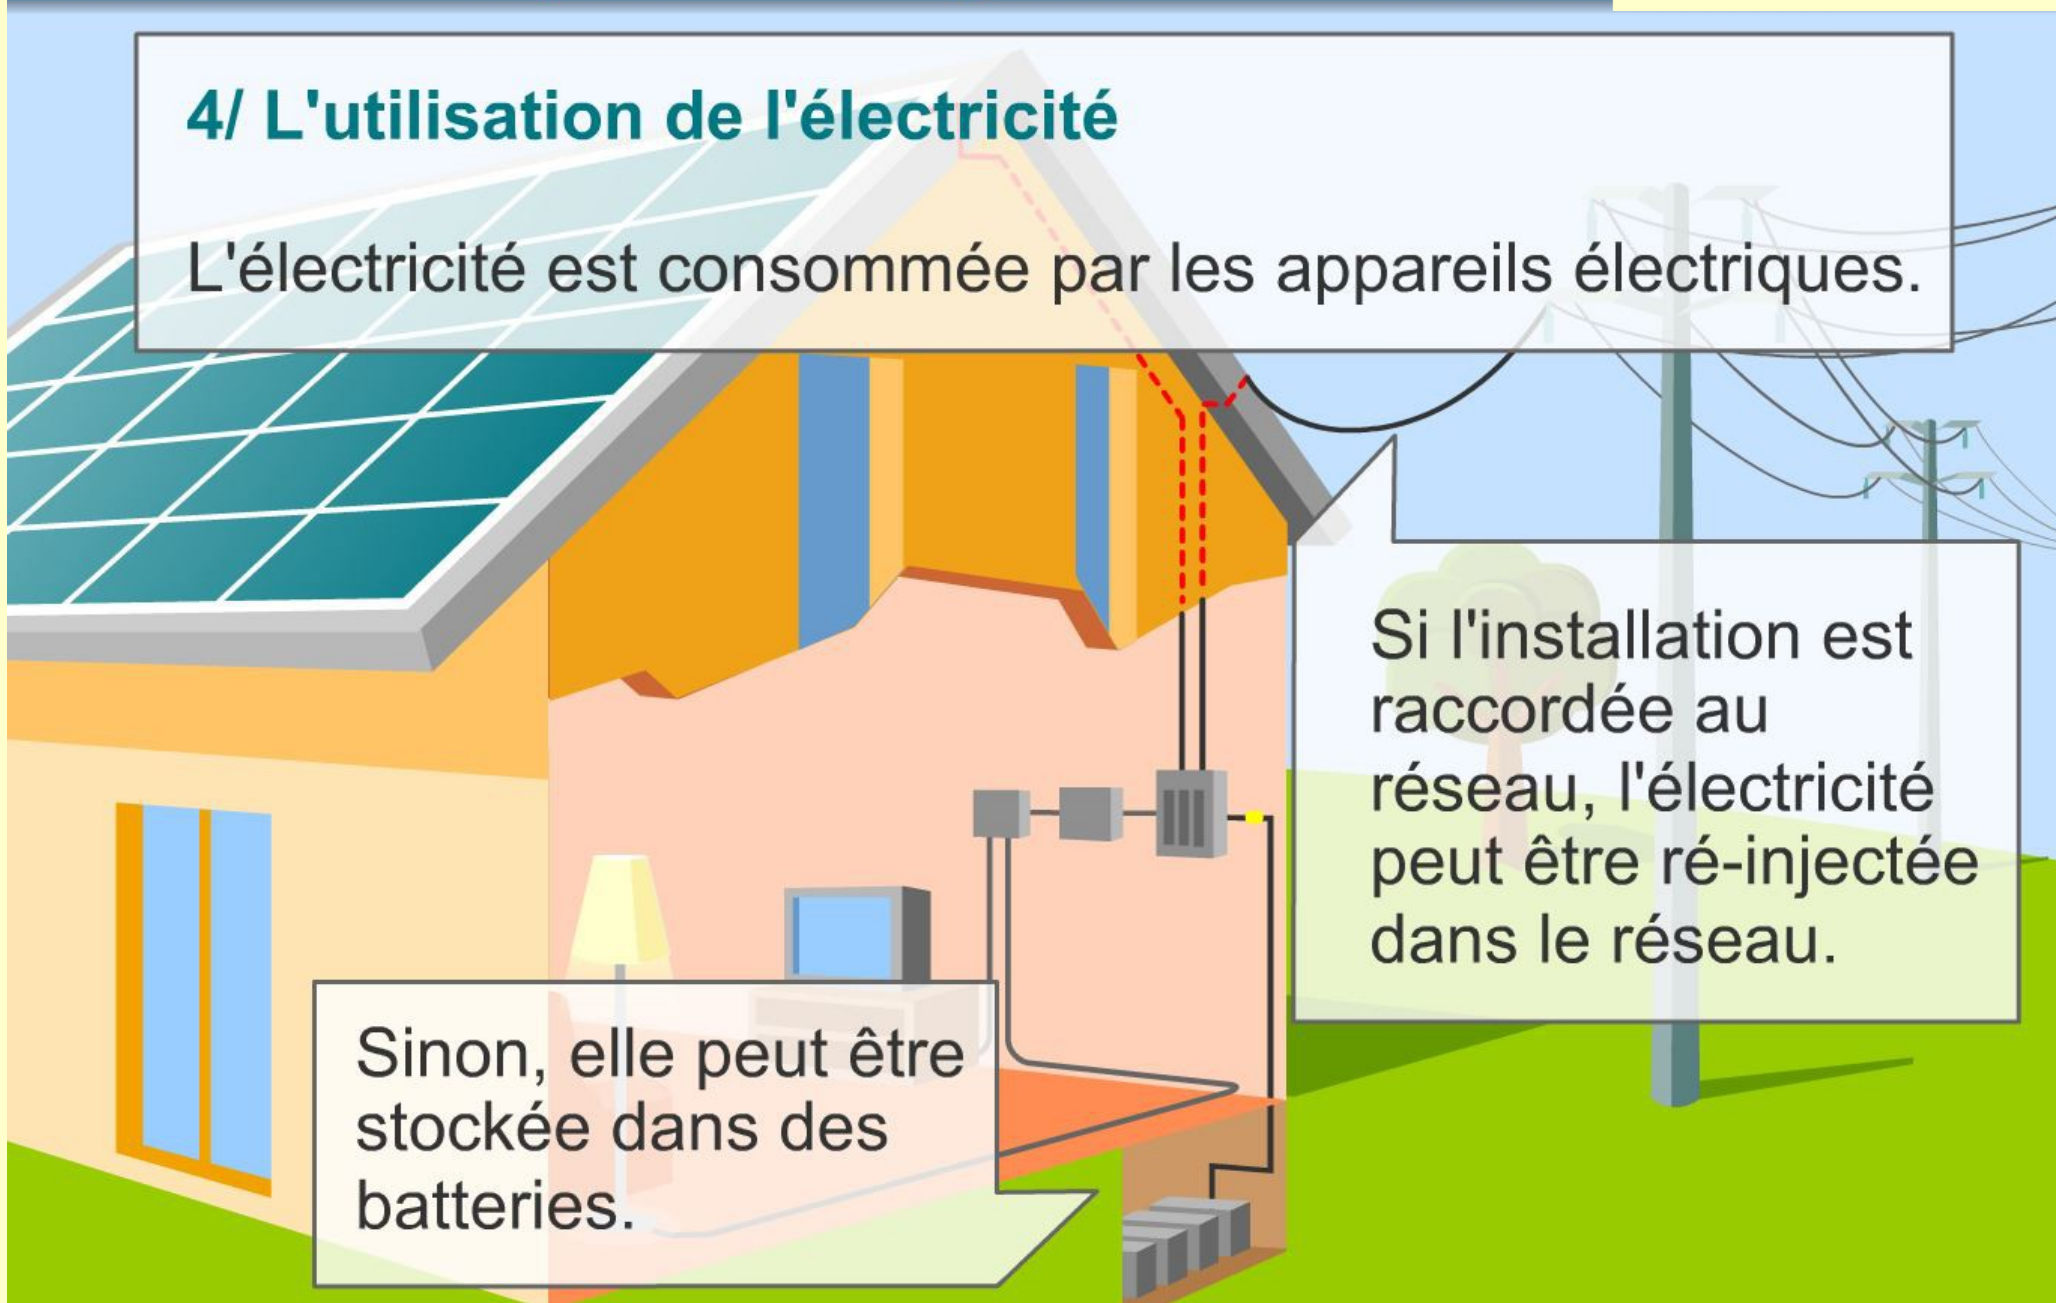 4/ L'utilisation de l'électricité
L'électricité est consommée par les appareils électriques.
Si l'installation est
raccordée au
réseau, l'électricité
peut être ré-injectée
dans le réseau.
Sinon, elle peut être
stockée dans des
batteries.